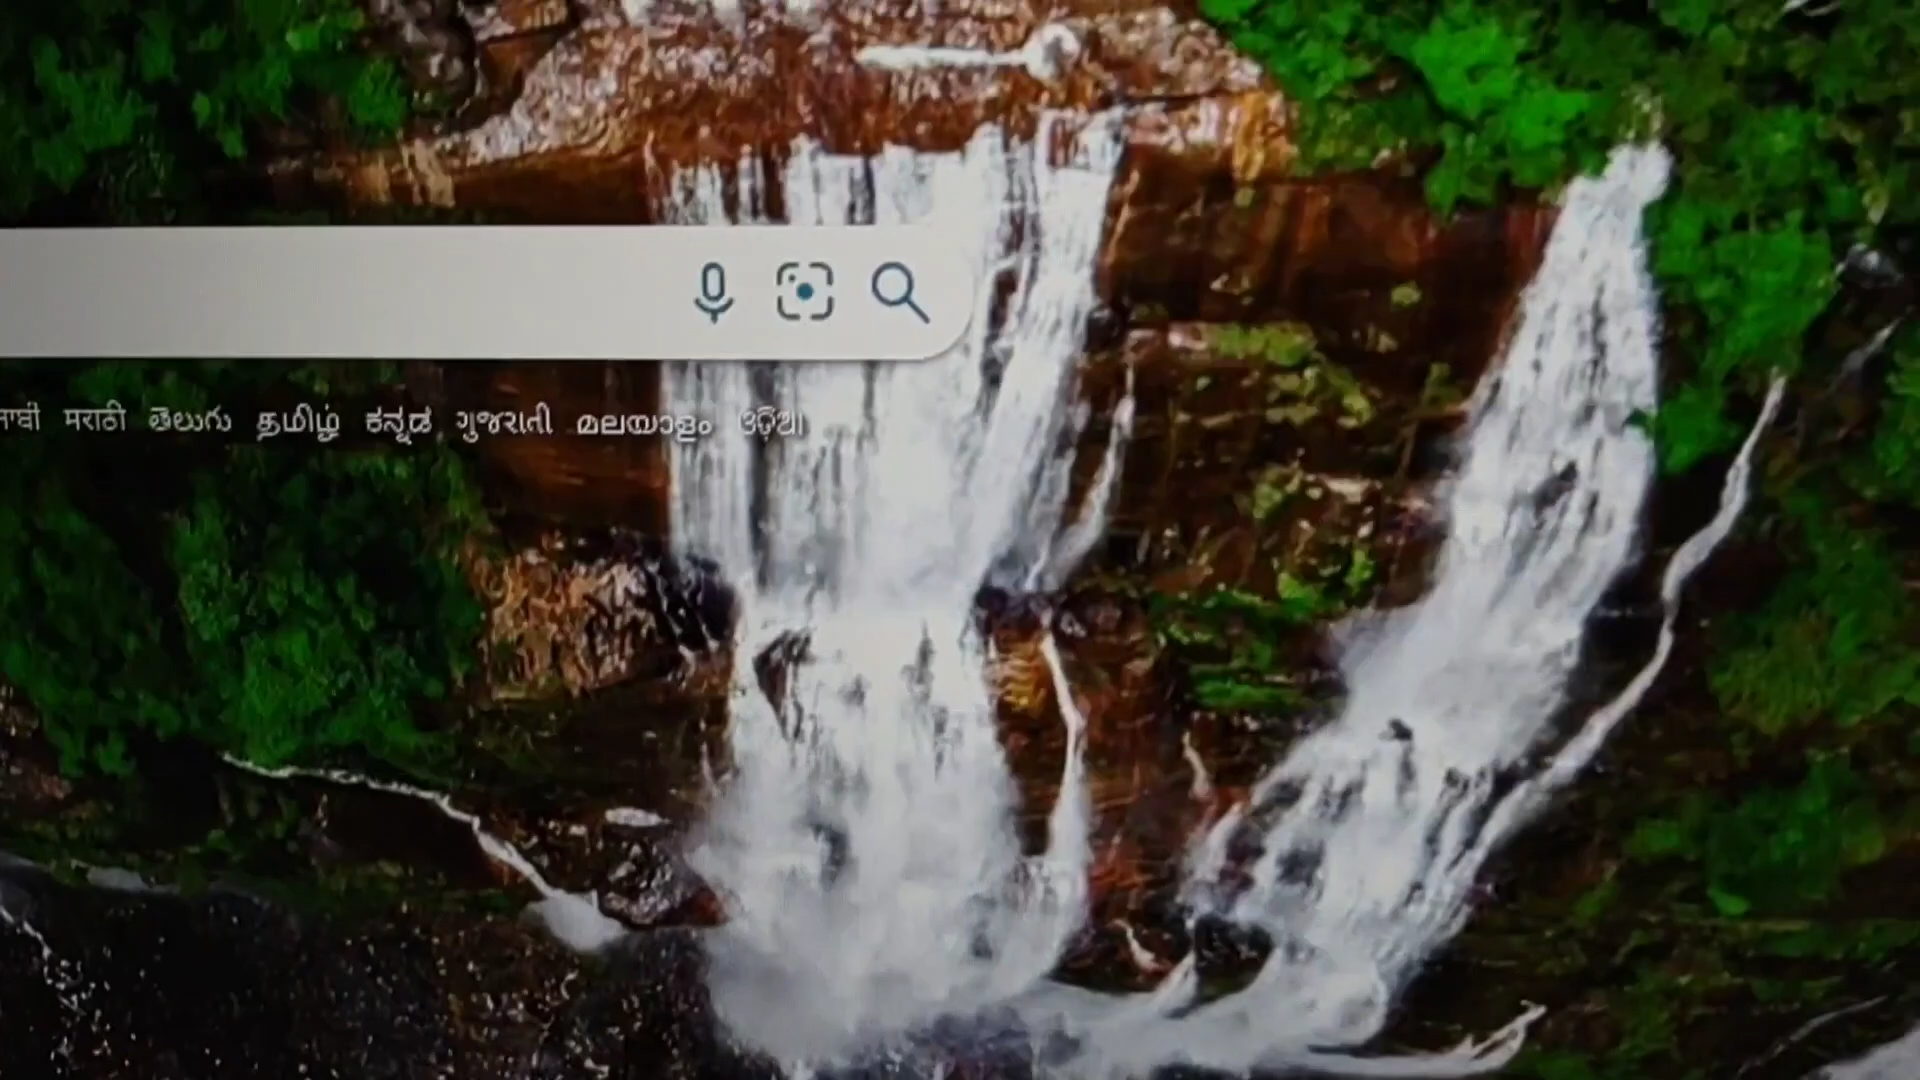 मराठी తెలుగు தமிழ் ಕನ್ನಡ ગુજરાતી മലയാളം ଓଡ଼ିଆ